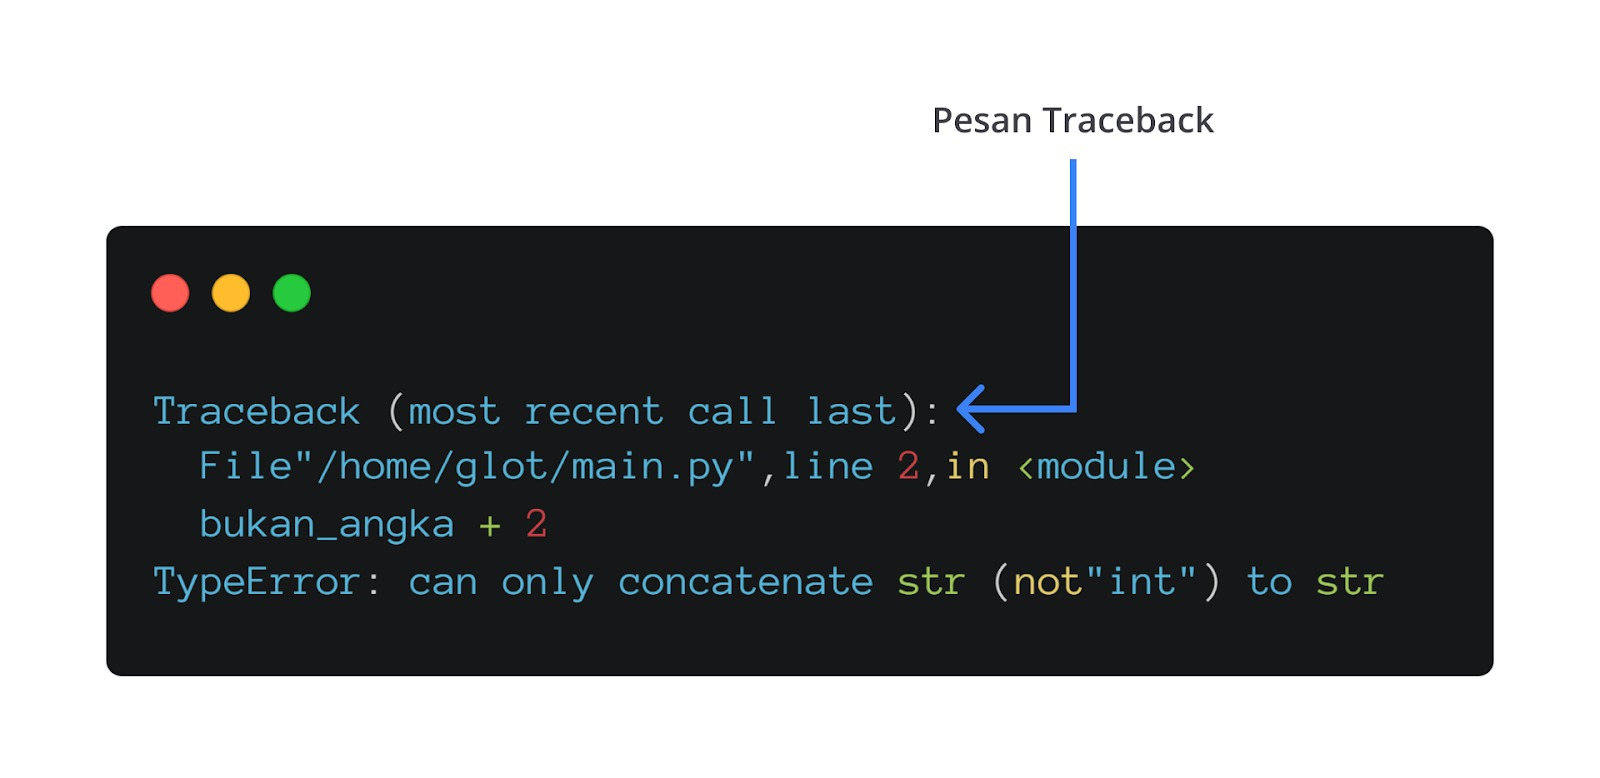 Pesan Traceback
Traceback (most recent call last):
File"/home/glot/main.py",line 2,in <module>
bukan_angka + 2
TypeError: can only concatenate str (not"int") to str